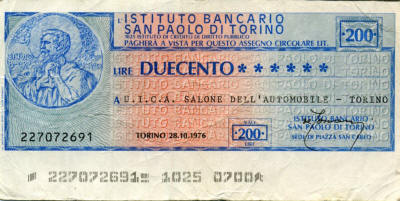 L'ISTITUTO BANCARIO
SAN PAOLO DI TORINO
ISTITUTO DI CREDITO DI DIRITTO PUBBLICO
PAGHERÀ A VISTA PER QUESTO ASSEGNO CIRCOLARE LIT.
200
LIRE DUECENTO ******
A U.I.C.A. SALONE DELL'AUTOMOBILE - TORINO
227072691
TORINO 28.10.1976
200
ISTITUTO BANCARIO
SAN PAOLO DI TORINO
SEDE DI PIAZZA SAN CARLO
227072691 1025 0700